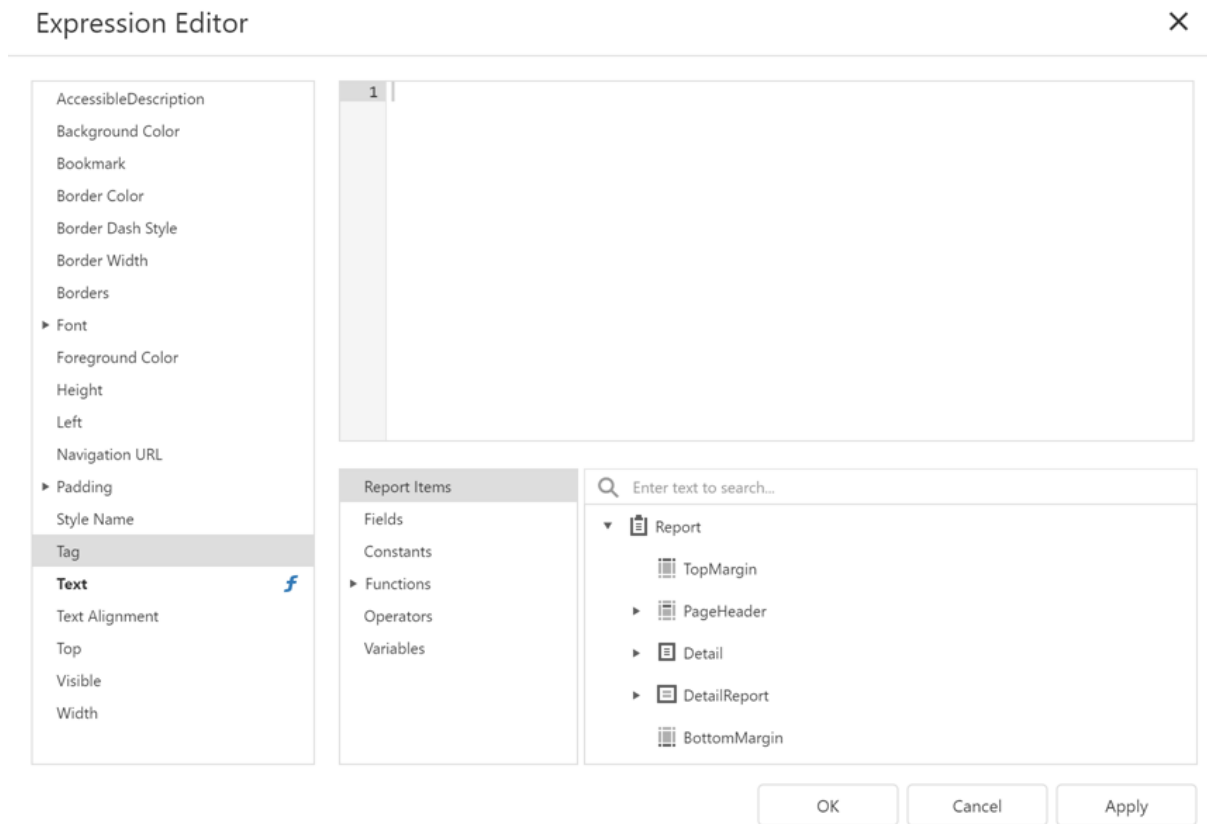 Expression Editor
AccessibleDescription
Background Color
Bookmark
Border Color
Border Dash Style
Border Width
Borders
Font
Foreground Color
Height
Left
Navigation URL
Padding
Style Name
Tag
Text
Text Alignment
Top
Visible
Width
1
Report Items
Fields
Constants
Functions
Operators
Variables
Enter text to search...
Report
TopMargin
PageHeader
Detail
DetailReport
BottomMargin
OK
Cancel
Apply